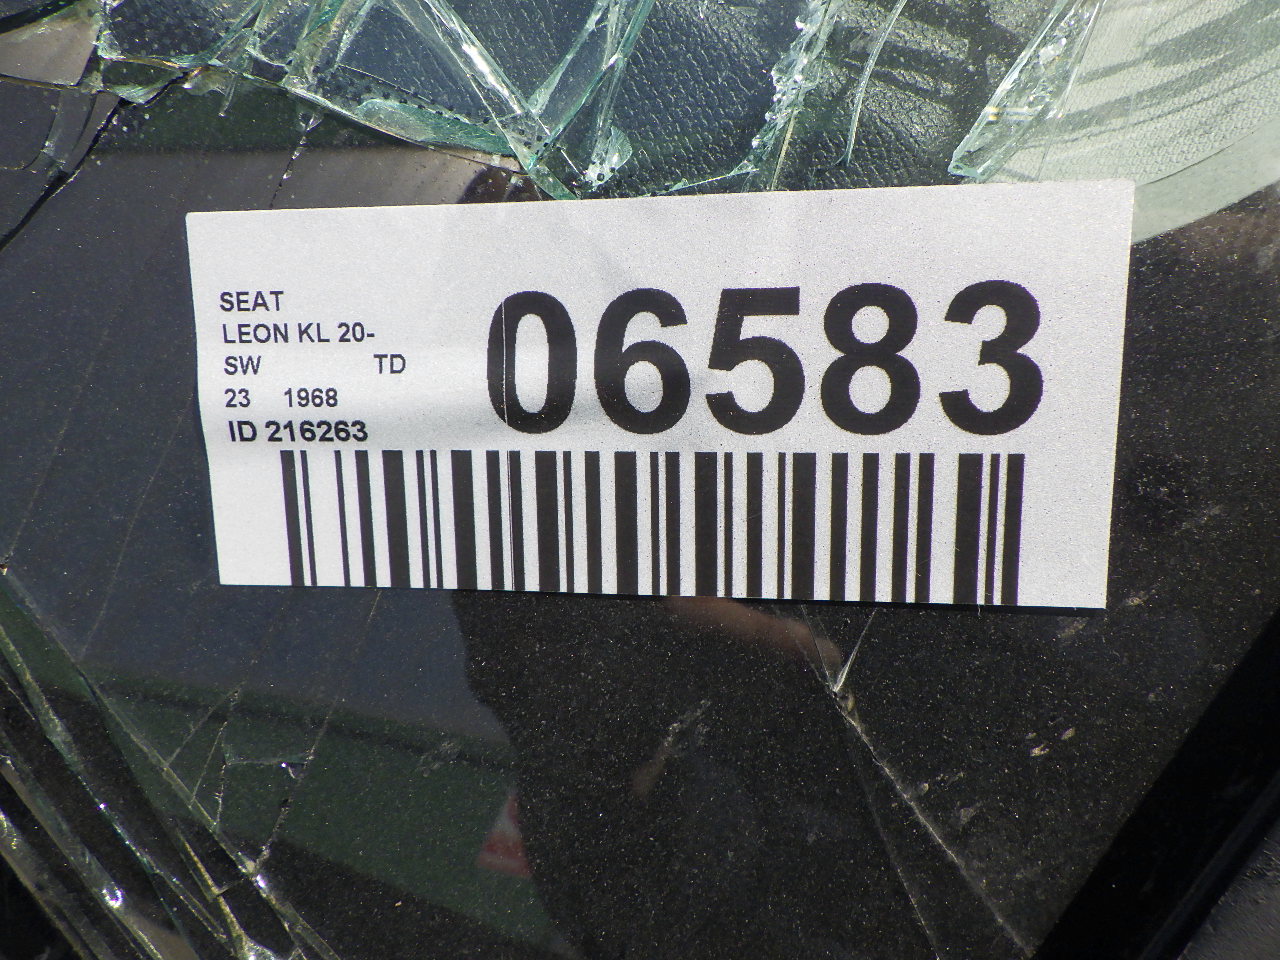 SEAT
LEON KL 20-
SW TD
23 1968
ID 216263
06583